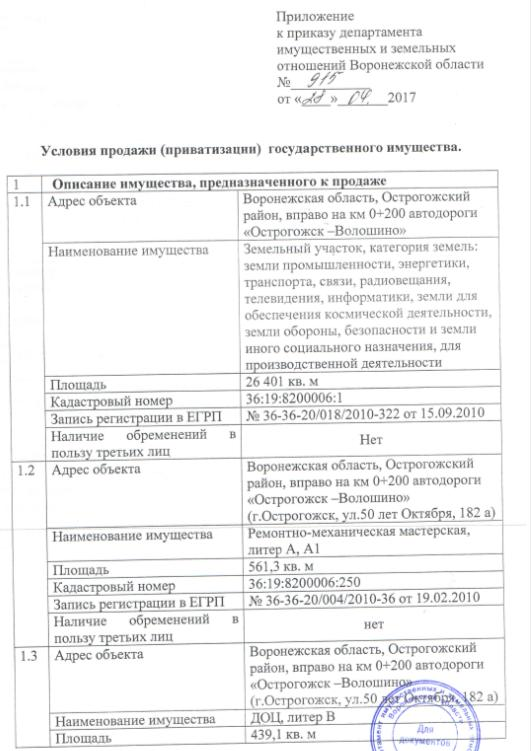 Приложение
к приказу департамента
имущественных и земельных
отношений Воронежской области
№ 915
от «28» 04. 2017
Условия продажи (приватизации) государственного имущества.
1 Описание имущества, предназначенного к продаже
1.1 Адрес объекта
Воронежская область, Острогожский
район, вправо на км 0+200 автодороги
«Острогожск –Волошино»
Наименование имущества
Земельный участок, категория земель:
земли промышленности, энергетики,
транспорта, связи, радиовещания,
телевидения, информатики, земли для
обеспечения космической деятельности,
земли обороны, безопасности и земли
иного социального назначения, для
производственной деятельности
Площадь 26 401 кв. м
Кадастровый номер 36:19:8200006:1
Запись регистрации в ЕГРП № 36-36-20/018/2010-322 от 15.09.2010
Наличие обременений в
пользу третьих лиц
Нет
1.2 Адрес объекта
Воронежская область, Острогожский
район, вправо на км 0+200 автодороги
«Острогожск –Волошино»
(г.Острогожск, ул.50 лет Октября, 182 а)
Наименование имущества
Ремонтно-механическая мастерская,
литер А, А1
Площадь 561,3 кв. м
Кадастровый номер 36:19:8200006:250
Запись регистрации в ЕГРП № 36-36-20/004/2010-36 от 19.02.2010
Наличие обременений в
пользу третьих лиц
нет
1.3 Адрес объекта
Воронежская область, Острогожский
район, вправо на км 0+200 автодороги
«Острогожск –Волошино»
(г.Острогожск, ул.50 лет Октября, 182 а)
Наименование имущества ДОЦ, литер В
Площадь 439,1 кв. м
Для
документов